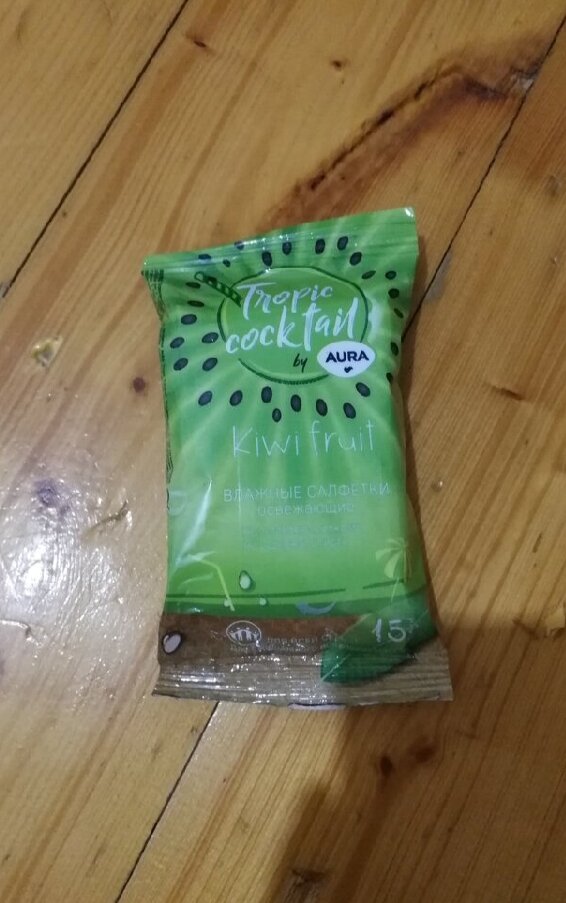 Tropic
cocktail
by AURA
Kiwi fruit
ВЛАЖНЫЕ САЛФЕТКИ
освежающие
15